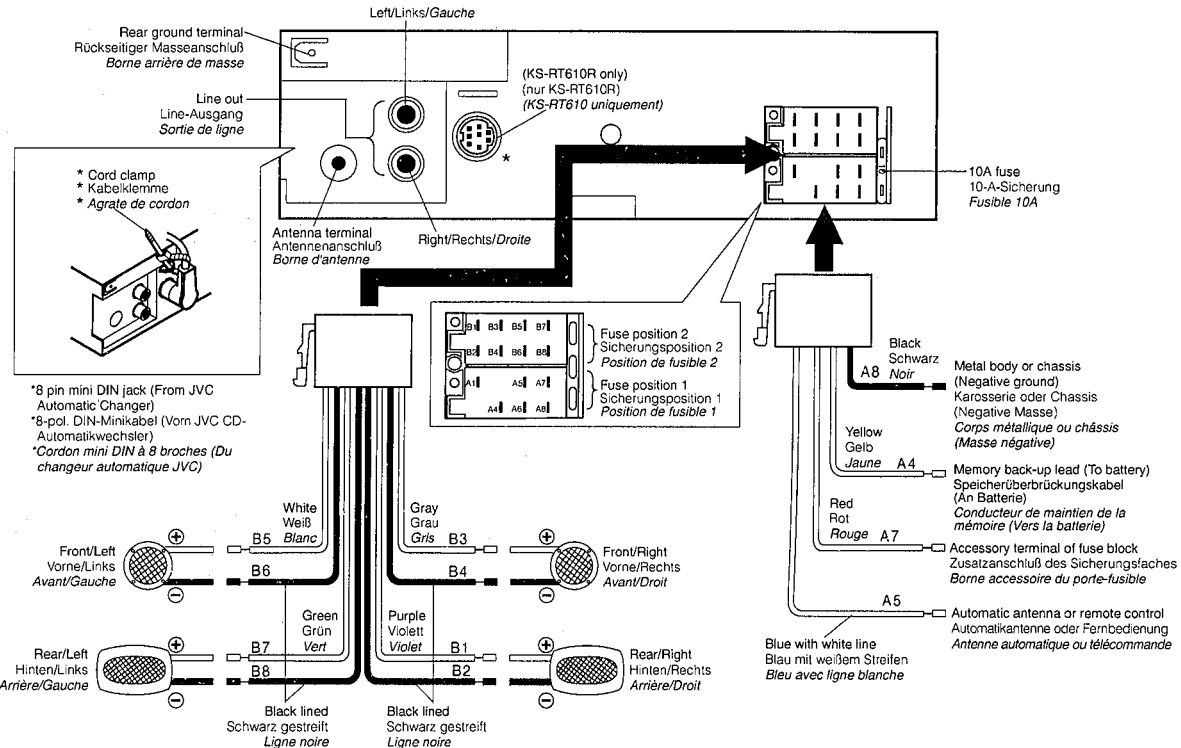 Left/Links/Gauche
Rear ground terminal
Rückseitiger Masseanschluß
Borne arrière de masse
(KS-RT610R only)
(nur KS-RT610R)
(KS-RT610 uniquement)
Line out
Line-Ausgang
Sortie de ligne
*
* Cord clamp
* Kabelklemme
* Agrate de cordon
10A fuse
10-A-Sicherung
Fusible 10A
Antenna terminal
Antennenanschluß
Borne d'antenne
Right/Rechts/Droite
B1 B3 B5 B7
B2 B4 B6 B8
A1 A5 A7
A4 A6 A8
Fuse position 2
Sicherungsposition 2
Position de fusible 2
Fuse position 1
Sicherungsposition 1
Position de fusible 1
*8 pin mini DIN jack (From JVC
Automatic Changer)
*8-pol. DIN-Minikabel (Vorn JVC CD-
Automatikwechsler)
*Cordon mini DIN à 8 broches (Du
changeur automatique JVC)
Black
Schwarz
A8 Noir
Metal body or chassis
(Negative ground)
Karosserie oder Chassis
(Negative Masse)
Corps métallique ou châssis
(Masse négative)
Yellow
Gelb
Jaune A4
Memory back-up lead (To battery)
Speicherüberbrückungskabel
(An Batterie)
Conducteur de maintien de la
mémoire (Vers la batterie)
Red
Rot
Rouge A7
Accessory terminal of fuse block
Zusatzanschluß des Sicherungsfaches
Borne accessoire du porte-fusible
A5
Blue with white line
Blau mit weißem Streifen
Bleu avec ligne blanche
Automatic antenna or remote control
Automatikantenne oder Fernbedienung
Antenne automatique ou télécommande
White
Weiß
Blanc
B5
B6
Front/Left
Vorne/Links
Avant/Gauche
+
−
Gray
Grau
Gris
B3
B4
+
−
Front/Right
Vorne/Rechts
Avant/Droit
Green
Grün
Vert
B7
B8
Rear/Left
Hinten/Links
Arrière/Gauche
+
−
Purple
Violett
Violet
B1
B2
+
−
Rear/Right
Hinten/Rechts
Arrière/Droit
Black lined
Schwarz gestreift
Ligne noire
Black lined
Schwarz gestreift
Ligne noire